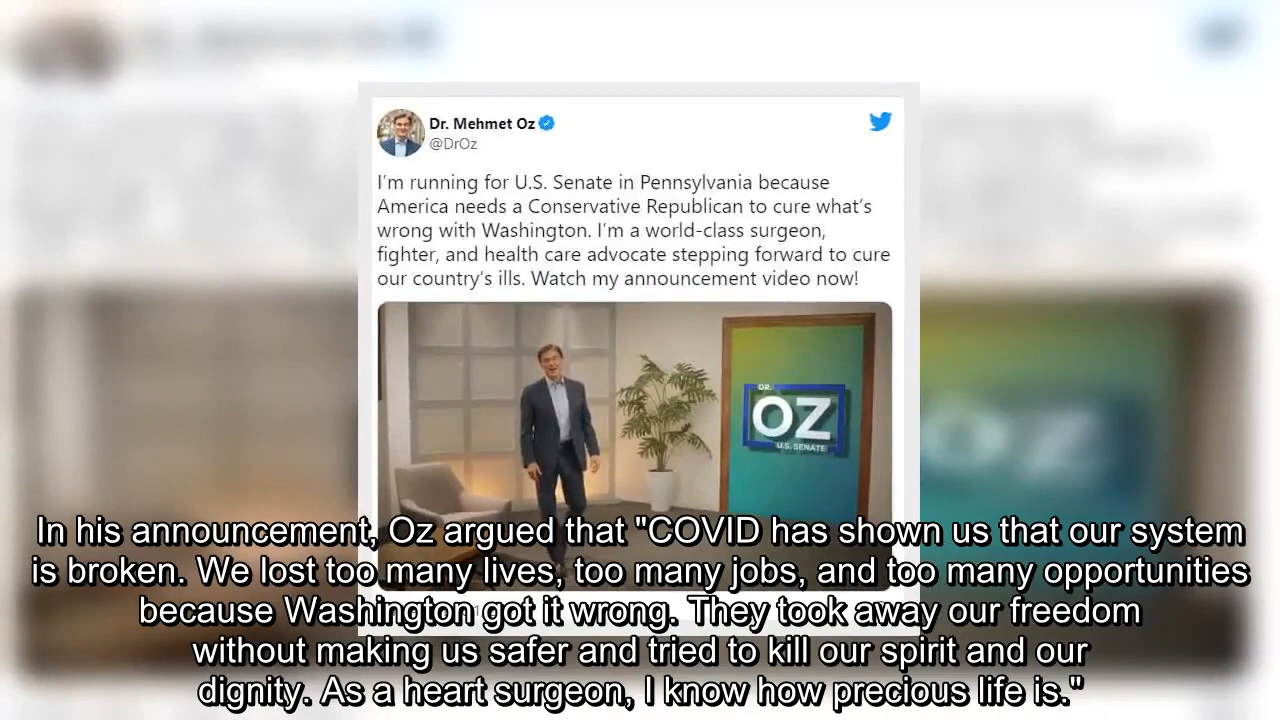 Dr. Mehmet Oz
@DrOz
I'm running for U.S. Senate in Pennsylvania because
America needs a Conservative Republican to cure what's
wrong with Washington. I'm a world-class surgeon,
fighter, and health care advocate stepping forward to cure
our country's ills. Watch my announcement video now!
DR.
OZ
U.S. SENATE
In his announcement, Oz argued that "COVID has shown us that our system
is broken. We lost too many lives, too many jobs, and too many opportunities
because Washington got it wrong. They took away our freedom
without making us safer and tried to kill our spirit and our
dignity. As a heart surgeon, I know how precious life is."